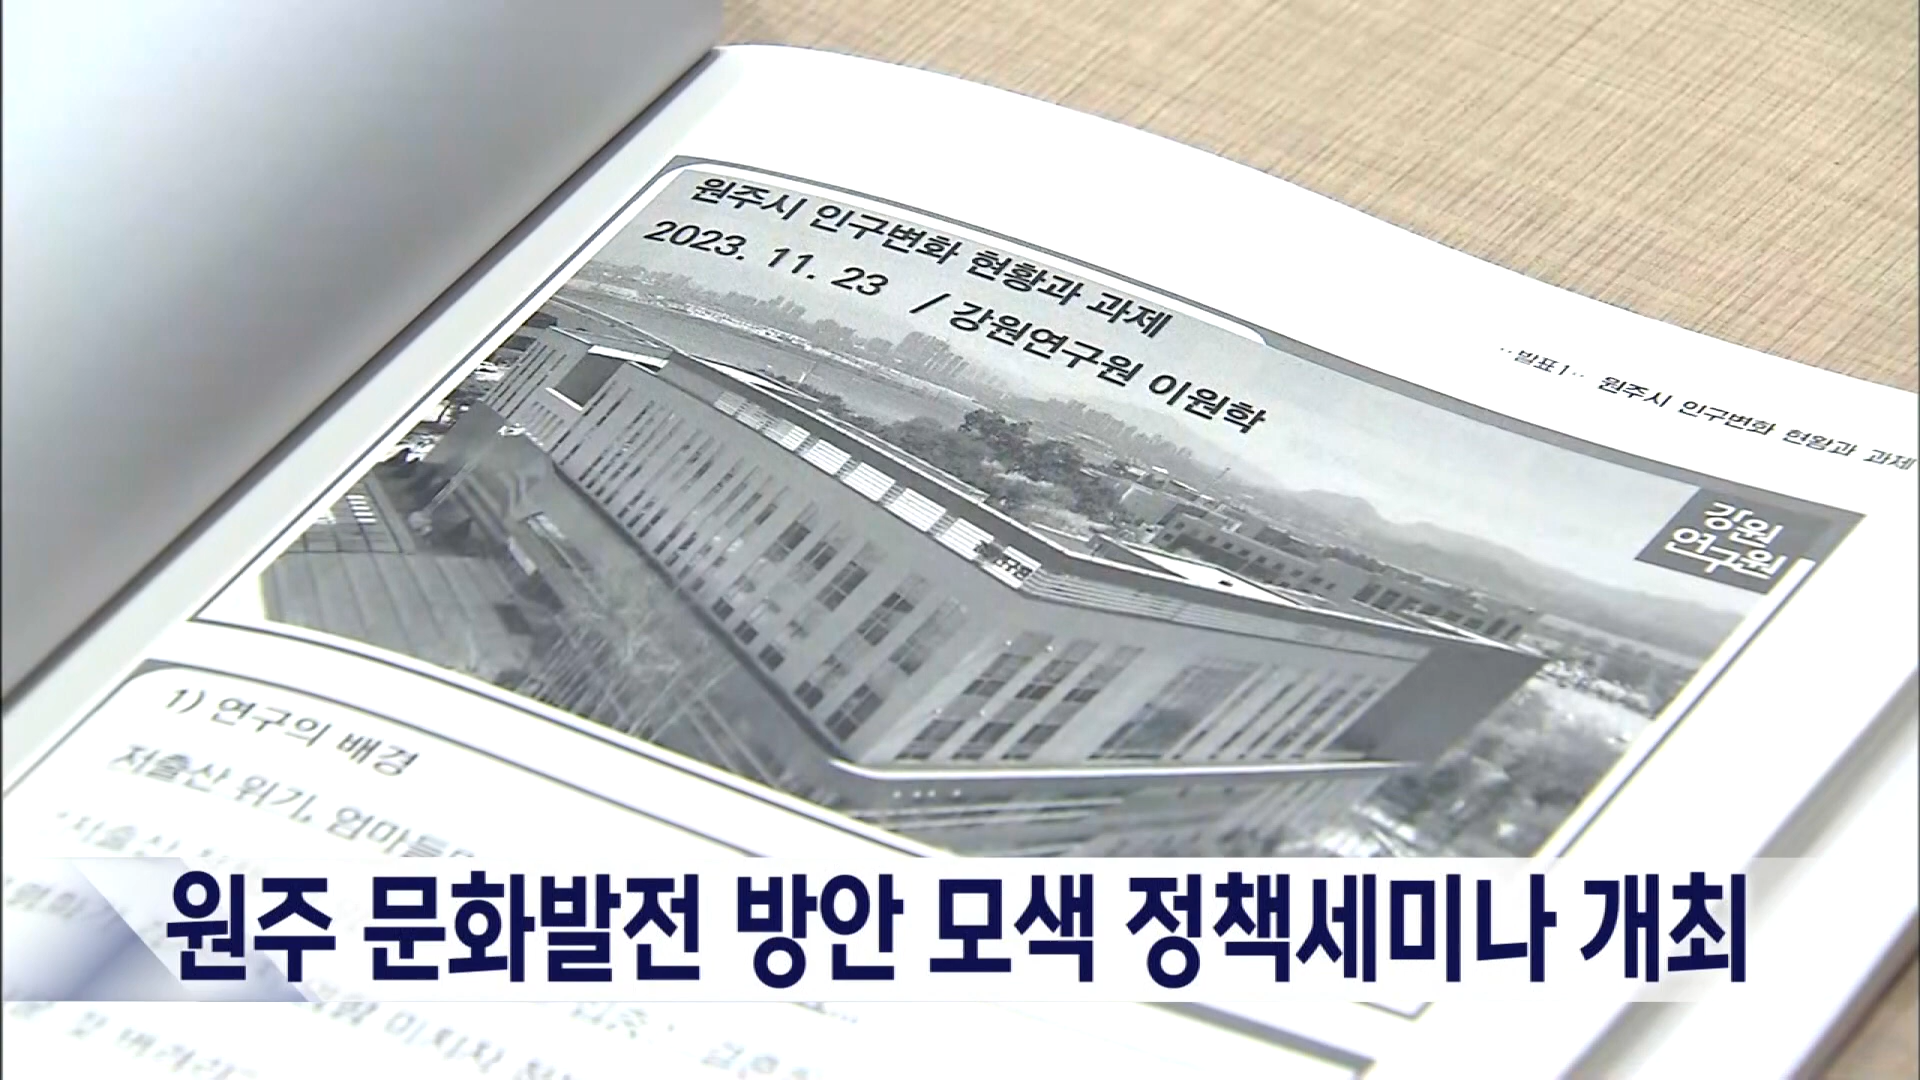 원주시 인구변화 현황과 과제
2023. 11. 23 / 강원연구원 이원학
··발표1·· 원주시 인구변화 현황과 과제
강원
연구원
1) 연구의 배경
저출산 위기, 엄마들
원주 문화발전 방안 모색 정책세미나 개최